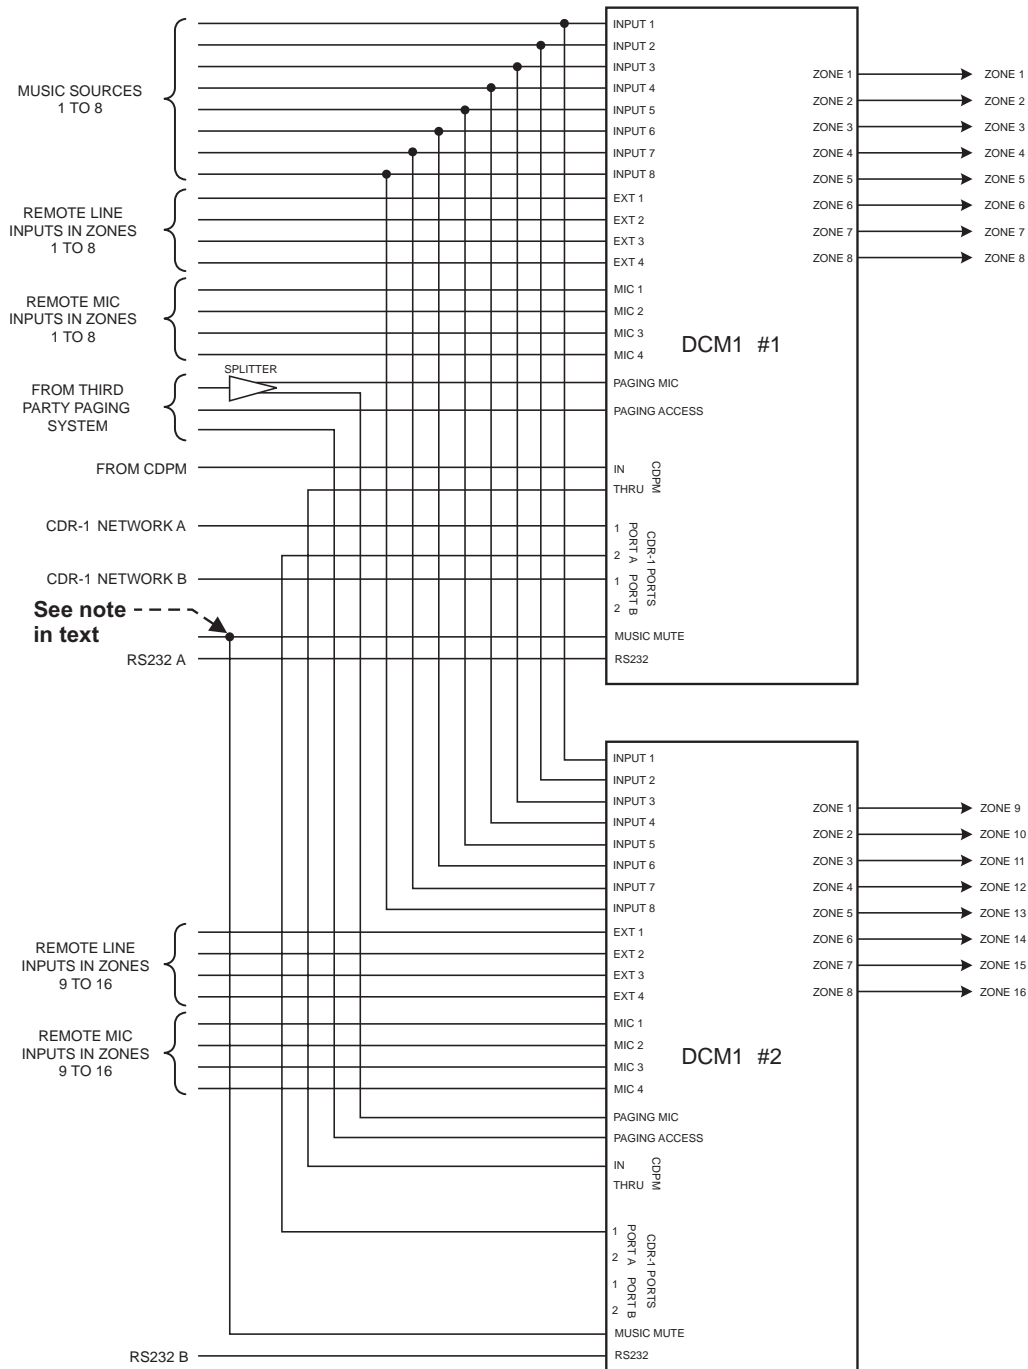 MUSIC SOURCES
1 TO 8
REMOTE LINE
INPUTS IN ZONES
1 TO 8
REMOTE MIC
INPUTS IN ZONES
1 TO 8
FROM THIRD
PARTY PAGING
SYSTEM
SPLITTER
FROM CDPM
CDR-1 NETWORK A
CDR-1 NETWORK B
See note
in text
RS232 A
INPUT 1
INPUT 2
INPUT 3
INPUT 4
INPUT 5
INPUT 6
INPUT 7
INPUT 8
EXT 1
EXT 2
EXT 3
EXT 4
MIC 1
MIC 2
MIC 3
MIC 4
PAGING MIC
PAGING ACCESS
IN
THRU
CDPM
1
2
PORT A
1
2
PORT B
CDR-1 PORTS
MUSIC MUTE
RS232
DCM1 #1
ZONE 1
ZONE 2
ZONE 3
ZONE 4
ZONE 5
ZONE 6
ZONE 7
ZONE 8
ZONE 1
ZONE 2
ZONE 3
ZONE 4
ZONE 5
ZONE 6
ZONE 7
ZONE 8
REMOTE LINE
INPUTS IN ZONES
9 TO 16
REMOTE MIC
INPUTS IN ZONES
9 TO 16
RS232 B
INPUT 1
INPUT 2
INPUT 3
INPUT 4
INPUT 5
INPUT 6
INPUT 7
INPUT 8
EXT 1
EXT 2
EXT 3
EXT 4
MIC 1
MIC 2
MIC 3
MIC 4
PAGING MIC
PAGING ACCESS
IN
THRU
CDPM
1
2
PORT A
1
2
PORT B
CDR-1 PORTS
MUSIC MUTE
RS232
DCM1 #2
ZONE 1
ZONE 2
ZONE 3
ZONE 4
ZONE 5
ZONE 6
ZONE 7
ZONE 8
ZONE 9
ZONE 10
ZONE 11
ZONE 12
ZONE 13
ZONE 14
ZONE 15
ZONE 16